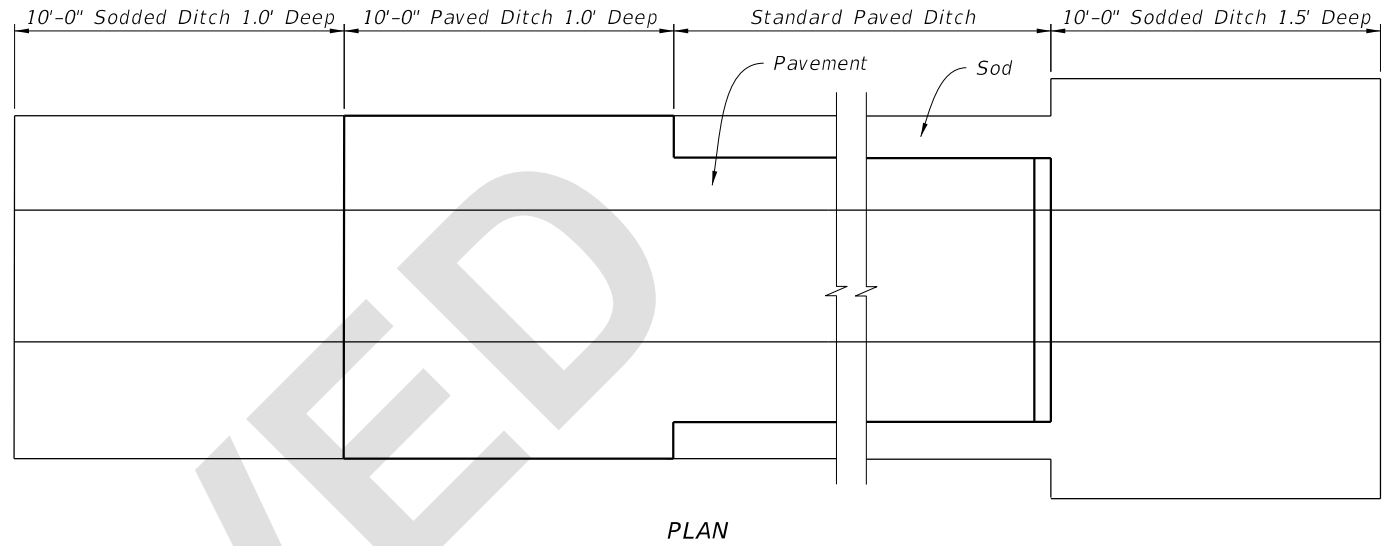 10'-0" Sodded Ditch 1.0' Deep
10'-0" Paved Ditch 1.0' Deep
Standard Paved Ditch
10'-0" Sodded Ditch 1.5' Deep
Pavement
Sod
VED
PLAN